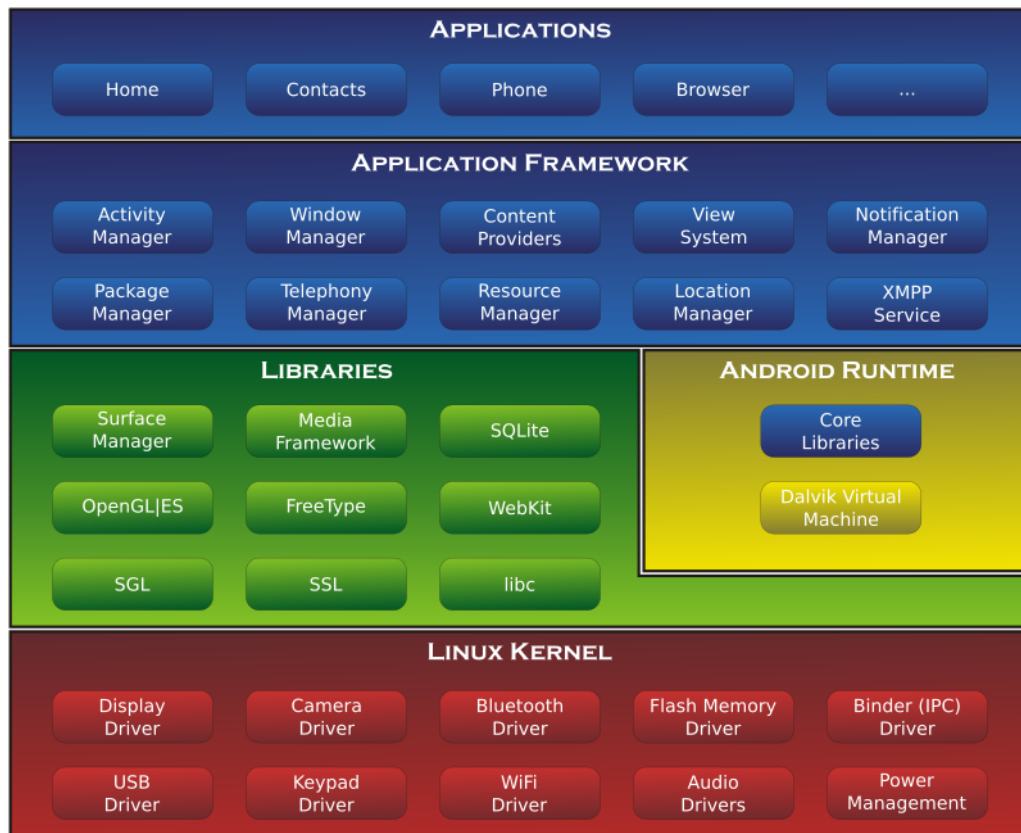 APPLICATIONS
Home
Contacts
Phone
Browser
...
APPLICATION FRAMEWORK
Activity
Manager
Window
Manager
Content
Providers
View
System
Notification
Manager
Package
Manager
Telephony
Manager
Resource
Manager
Location
Manager
XMPP
Service
LIBRARIES
Surface
Manager
Media
Framework
SQLite
OpenGL|ES
FreeType
WebKit
SGL
SSL
libc
ANDROID RUNTIME
Core
Libraries
Dalvik Virtual
Machine
LINUX KERNEL
Display
Driver
Camera
Driver
Bluetooth
Driver
Flash Memory
Driver
Binder (IPC)
Driver
USB
Driver
Keypad
Driver
WiFi
Driver
Audio
Drivers
Power
Management